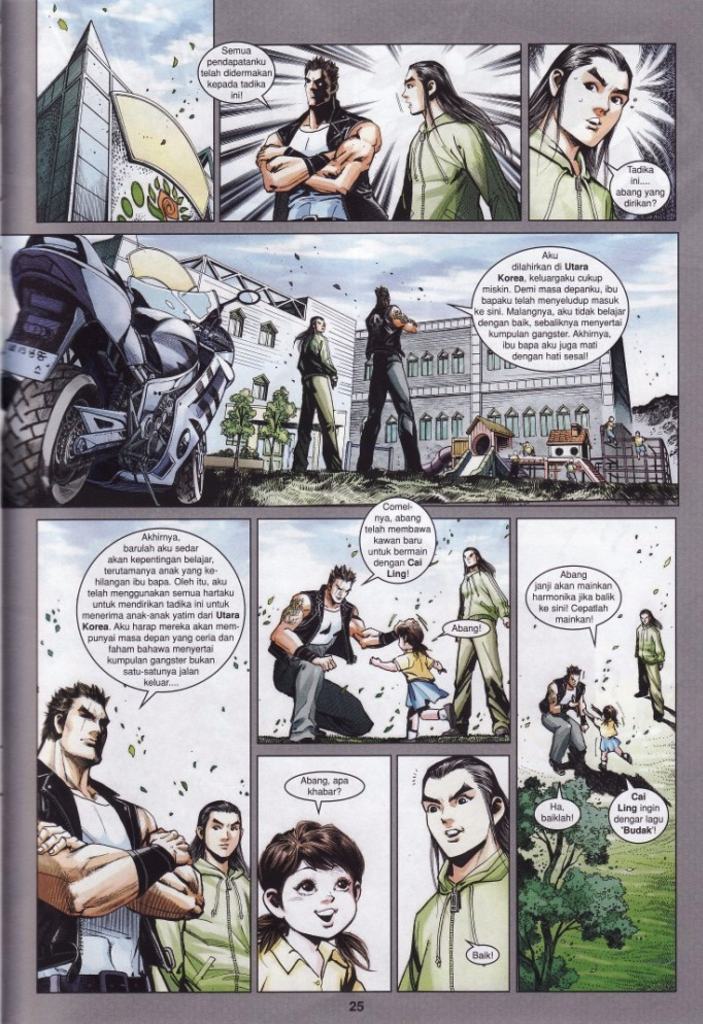 Semua
pendapatanku
telah didermakan
kepada tadika
ini!
Tadika
ini....
abang yang
dirikan?
Aku
dilahirkan di Utara
Korea, keluargaku cukup
miskin. Demi masa depanku, ibu
bapaku telah menyeludup masuk
ke sini. Malangnya, aku tidak belajar
dengan baik, sebaliknya menyertai
kumpulan gangster. Akhirnya,
ibu bapa aku juga mati
dengan hati sesal!
Akhirnya,
barulah aku sedar
akan kepentingan belajar,
terutamanya anak yang ke-
hilangan ibu bapa. Oleh itu, aku
telah menggunakan semua hartaku
untuk mendirikan tadika ini untuk
menerima anak-anak yatim dari Utara
Korea. Aku harap mereka akan mem-
punyai masa depan yang ceria dan
faham bahawa menyertai
kumpulan gangster bukan
satu-satunya jalan
keluar....
Comel-
nya, abang
telah membawa
kawan baru
untuk bermain
dengan Cai
Ling!
Abang!
Abang, apa
khabar?
Baik!
Abang
janji akan mainkan
harmonika jika balik
ke sini! Cepatlah
mainkan!
Ha,
baiklah!
Cai
Ling ingin
dengar lagu
'Budak'!
25